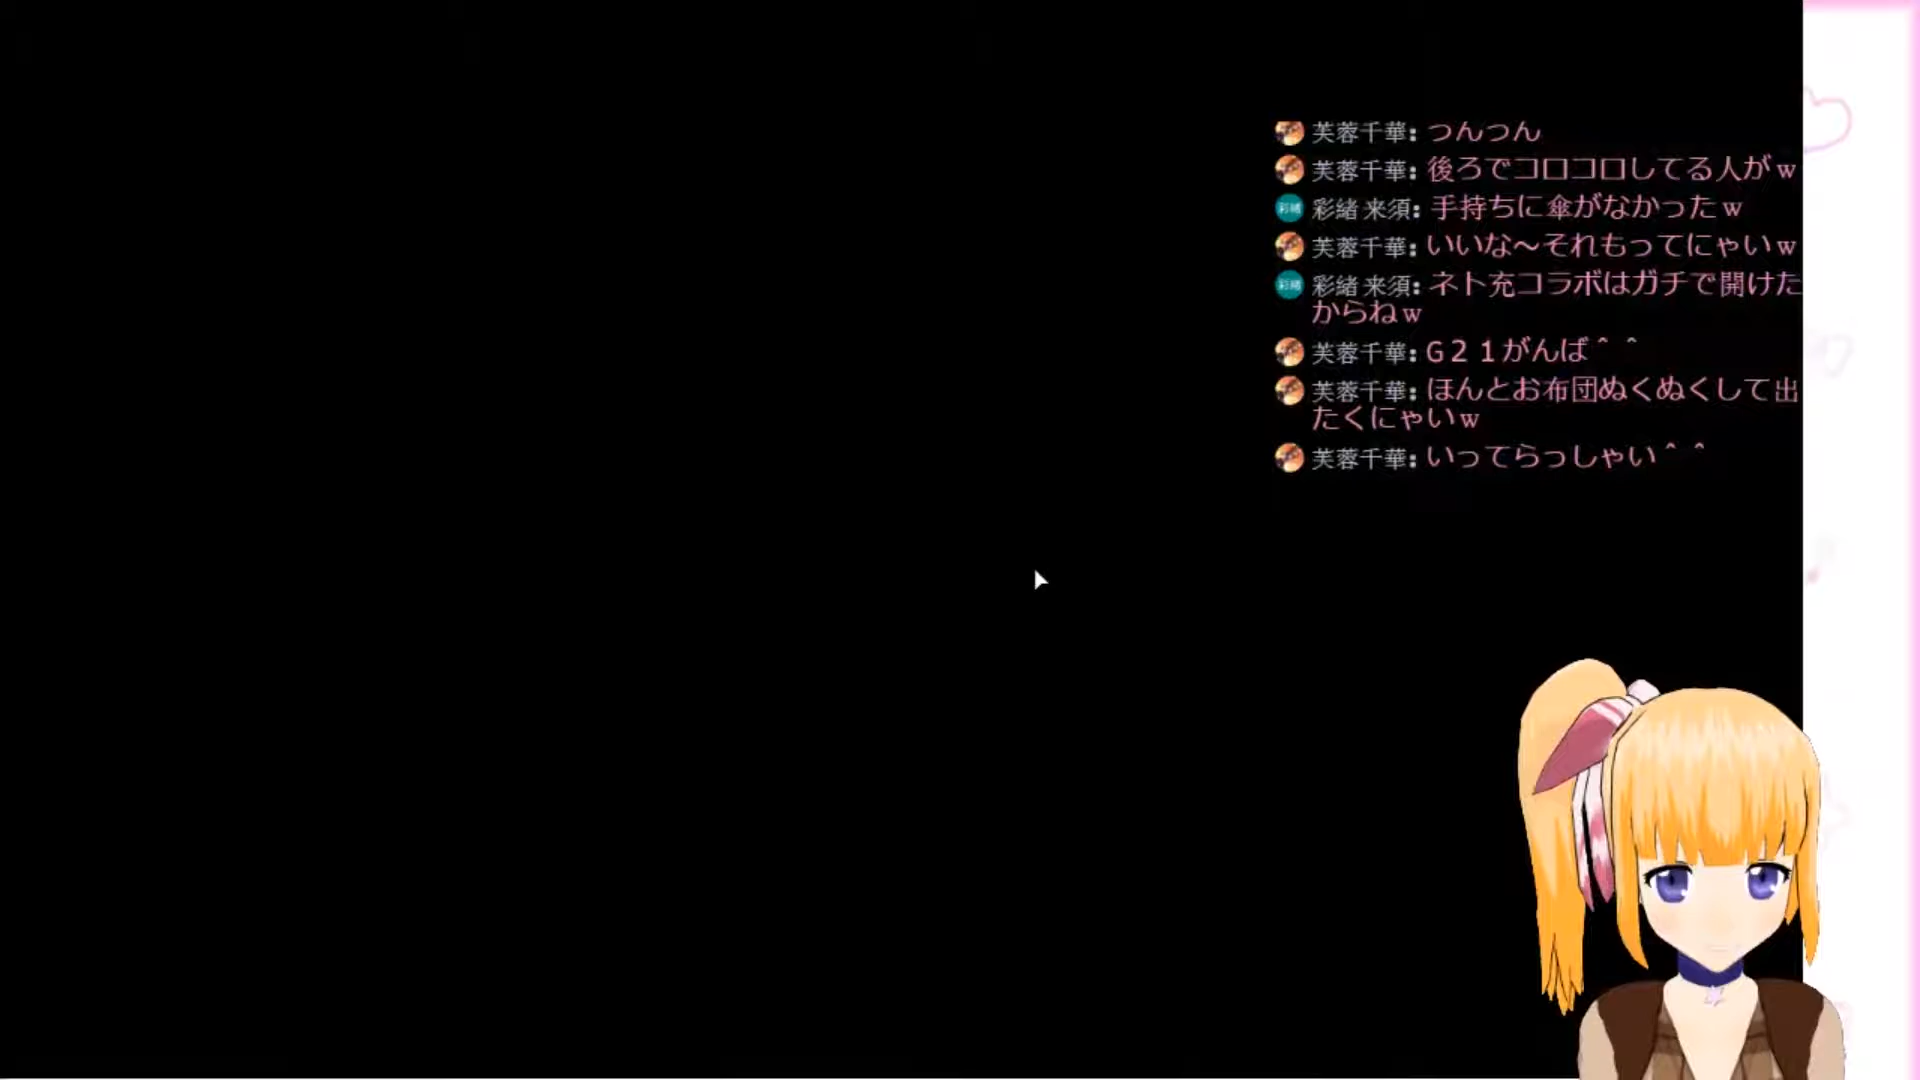 芙蓉千華: つんつん
芙蓉千華: 後ろでコロコロしてる人がｗ
彩緒 彩緒 来須: 手持ちに傘がなかったｗ
芙蓉千華: いいな～それもってにゃいｗ
彩緒 彩緒 来須: ネト充コラボはガチで開けた
からねｗ
芙蓉千華: G２１がんば＾＾
芙蓉千華: ほんとお布団ぬくぬくして出
たくにゃいｗ
芙蓉千華: いってらっしゃい＾＾